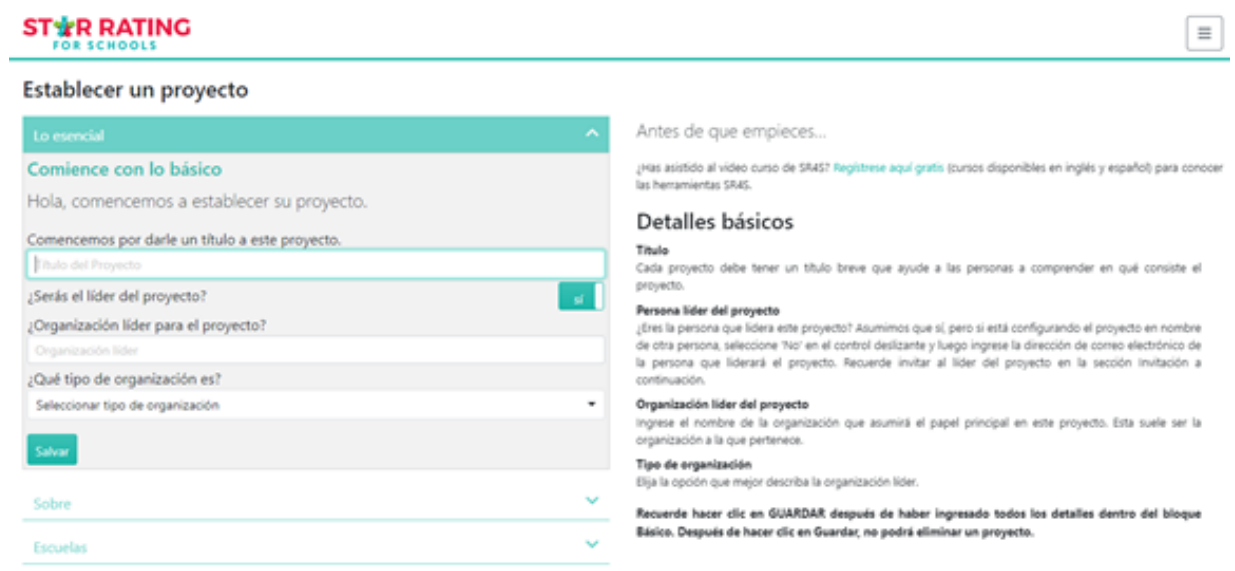 STAR RATING
FOR SCHOOLS
Establecer un proyecto
Lo esencial
Comience con lo básico
Hola, comencemos a establecer su proyecto.
Comencemos por darle un título a este proyecto.
Título del Proyecto
¿Serás el líder del proyecto?
sí
¿Organización líder para el proyecto?
Organización líder
¿Qué tipo de organización es?
Seleccionar tipo de organización
Salvar
Sobre
Escuelas
Antes de que empieces...
¿Has asistido al video curso de SR4S? Regístrese aquí gratis (cursos disponibles en inglés y español) para conocer
las herramientas SR4S.
Detalles básicos
Título
Cada proyecto debe tener un título breve que ayude a las personas a comprender en qué consiste el
proyecto.
Persona líder del proyecto
¿Eres la persona que lidera este proyecto? Asumimos que sí, pero si está configurando el proyecto en nombre
de otra persona, seleccione 'No' en el control deslizante y luego ingrese la dirección de correo electrónico de
la persona que liderará el proyecto. Recuerde invitar al líder del proyecto en la sección Invitación a
continuación.
Organización líder del proyecto
Ingrese el nombre de la organización que asumirá el papel principal en este proyecto. Esta suele ser la
organización a la que pertenece.
Tipo de organización
Elija la opción que mejor describa la organización líder.
Recuerde hacer clic en GUARDAR después de haber ingresado todos los detalles dentro del bloque
Básico. Después de hacer clic en Guardar, no podrá eliminar un proyecto.